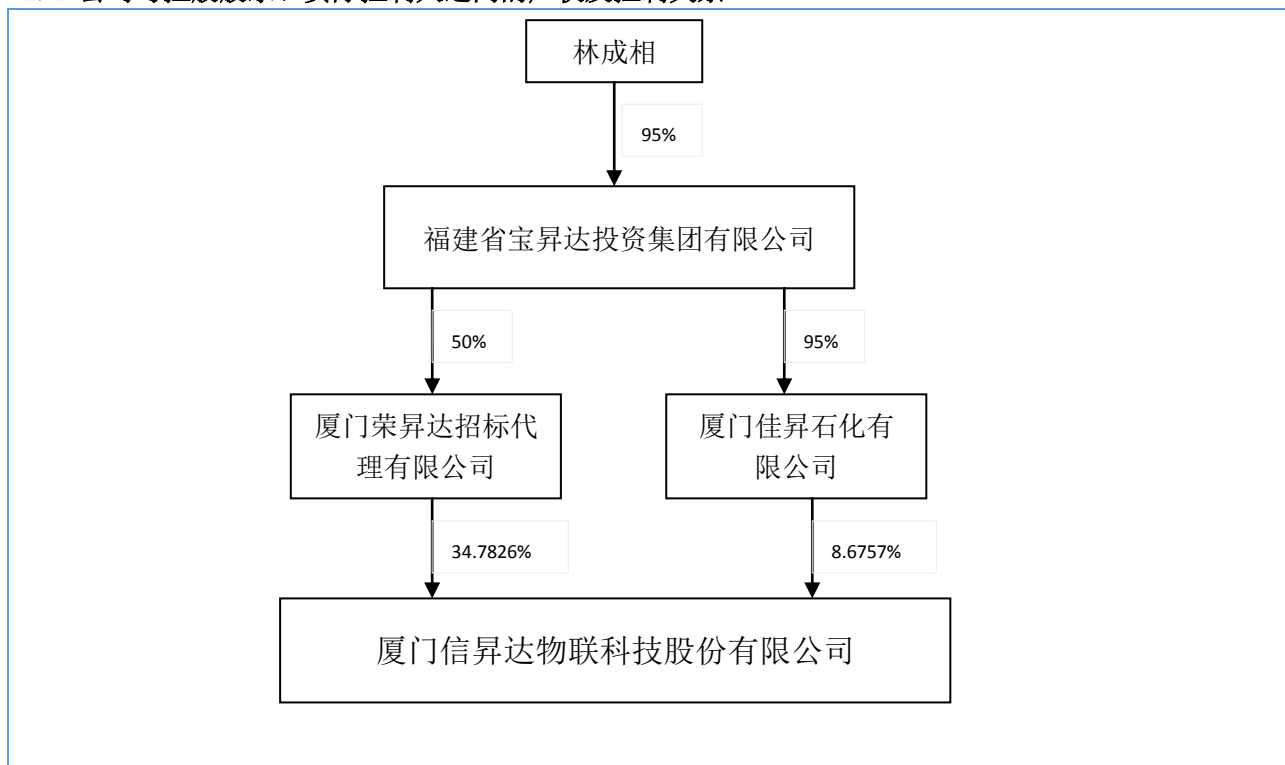 林成相
95%
福建省宝昇达投资集团有限公司
50%
95%
厦门荣昇达招标代
理有限公司
厦门佳昇石化有
限公司
34.7826%
8.6757%
厦门信昇达物联科技股份有限公司